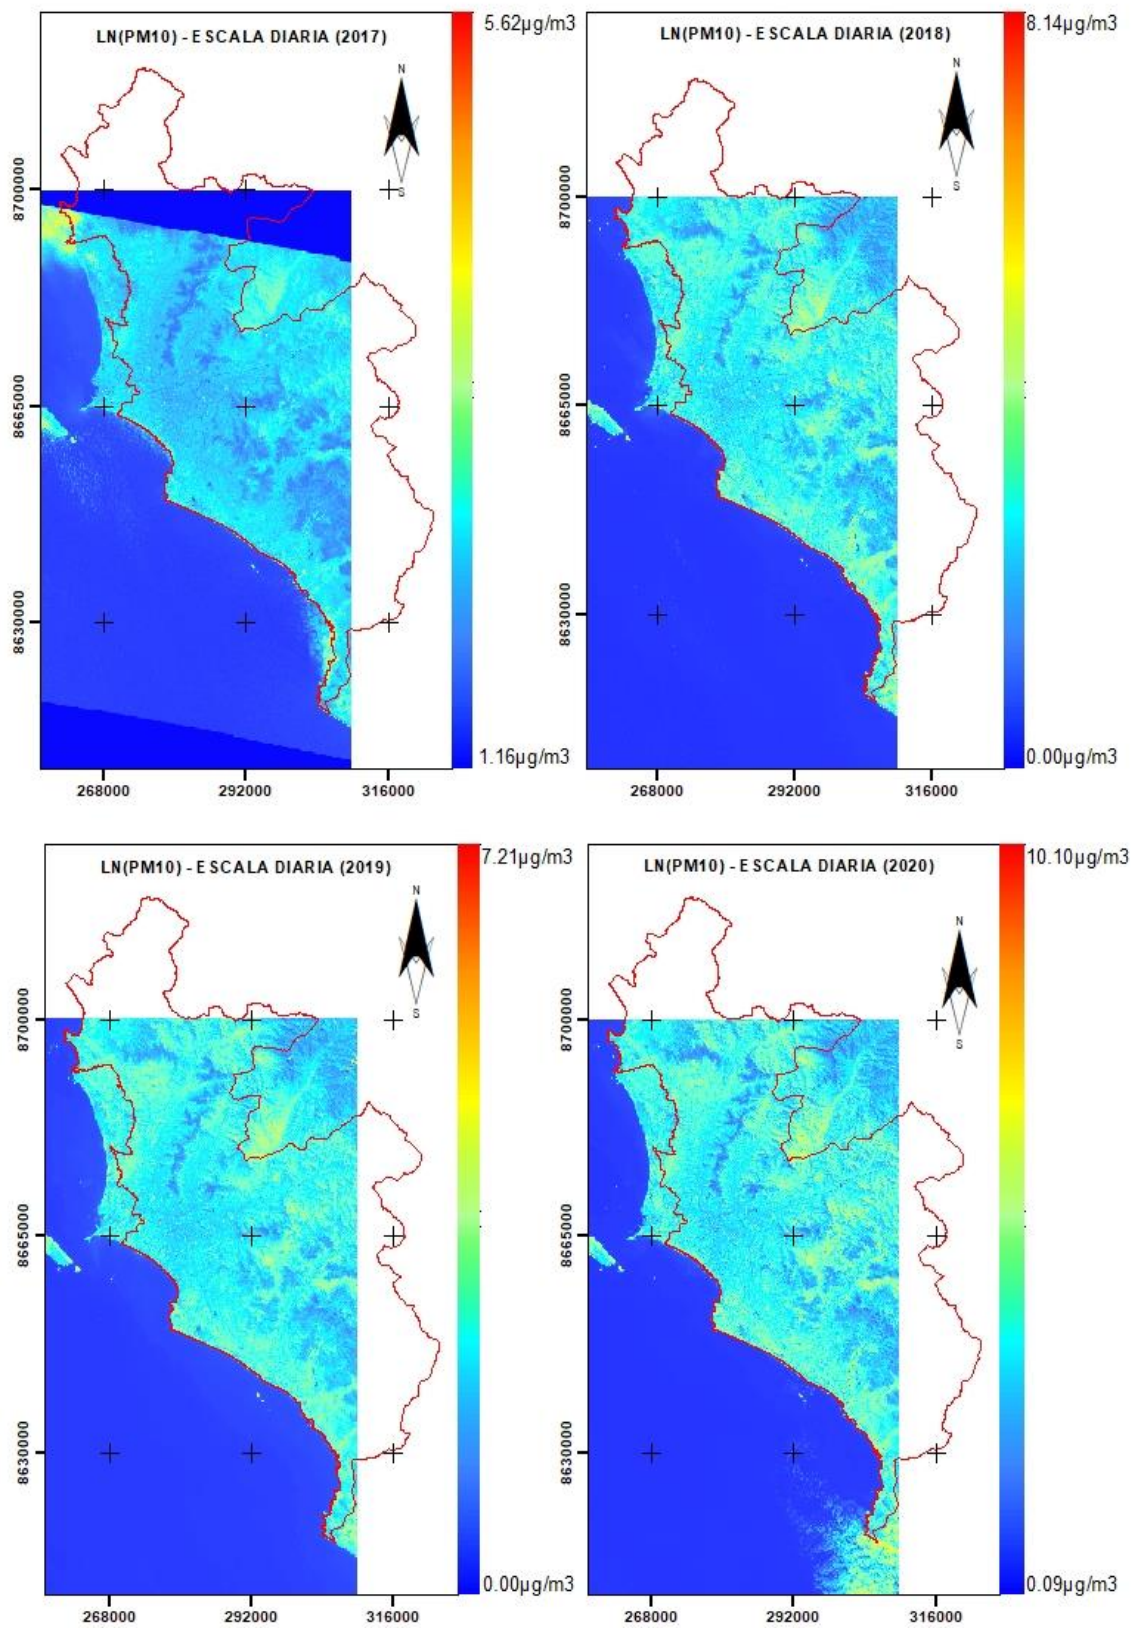 LN(PM10) - ESCALA DIARIA (2017)
5.62µg/m3
N
S
8700000
8665000
8630000
1.16µg/m3
268000
292000
316000
LN(PM10) - ESCALA DIARIA (2018)
8.14µg/m3
N
S
8700000
8665000
8630000
0.00µg/m3
268000
292000
316000
LN(PM10) - ESCALA DIARIA (2019)
7.21µg/m3
N
S
8700000
8665000
8630000
0.00µg/m3
268000
292000
316000
LN(PM10) - ESCALA DIARIA (2020)
10.10µg/m3
N
S
8700000
8665000
8630000
0.09µg/m3
268000
292000
316000